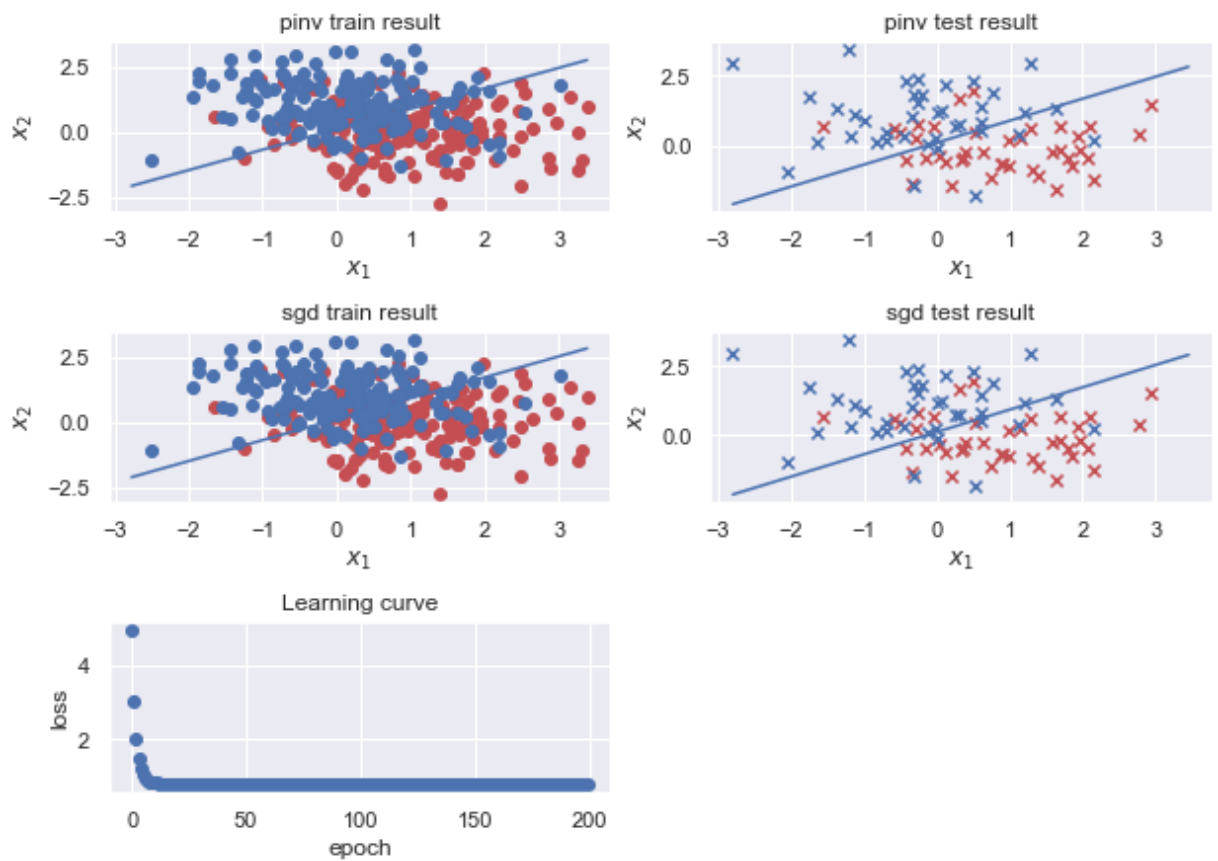 pinv train result
pinv test result
2.5
0.0
−2.5
x₂
−3 −2 −1 0 1 2 3
x₁
2.5
0.0
x₂
−3 −2 −1 0 1 2 3
x₁
sgd train result
sgd test result
2.5
0.0
−2.5
x₂
−3 −2 −1 0 1 2 3
x₁
2.5
0.0
x₂
−3 −2 −1 0 1 2 3
x₁
Learning curve
4
2
loss
0 50 100 150 200
epoch